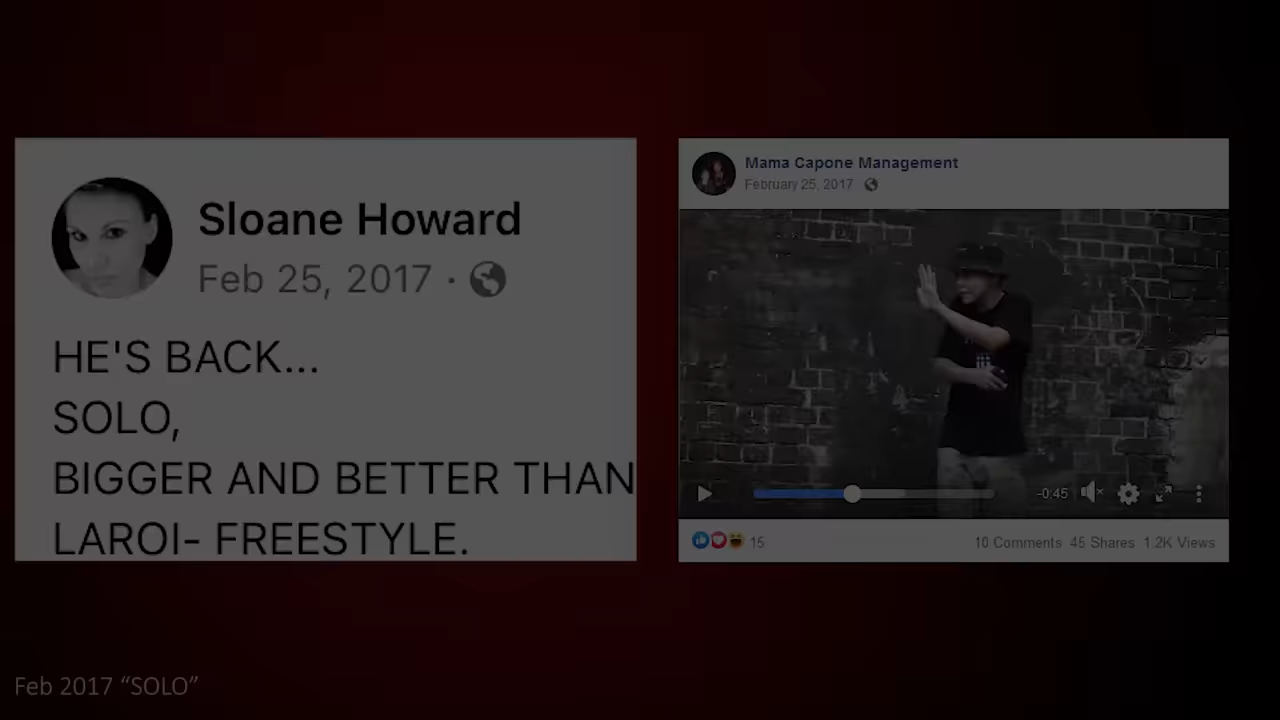 Sloane Howard
Feb 25, 2017 ·
HE'S BACK...
SOLO,
BIGGER AND BETTER THAN
LAROI- FREESTYLE.
Mama Capone Management
February 25, 2017
-0:45
15
10 Comments 45 Shares 1.2K Views
Feb 2017 “SOLO”